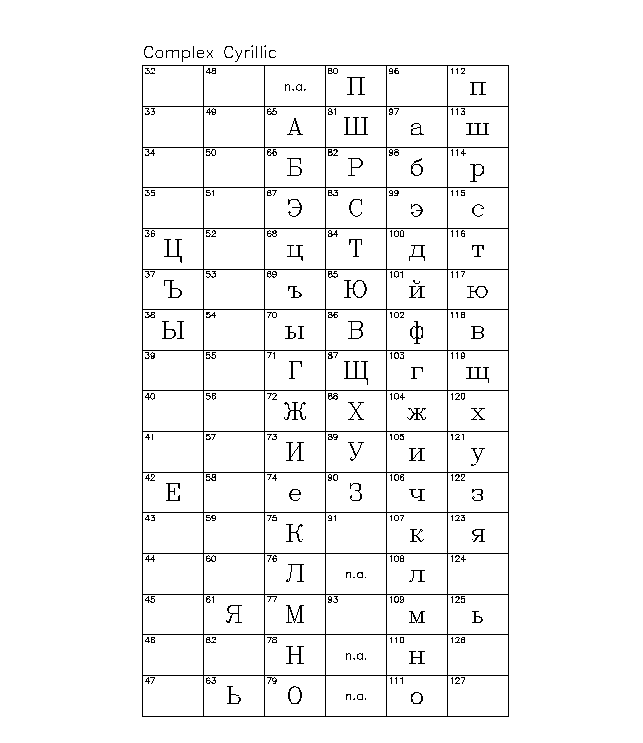 Complex Cyrillic
32 48 n.a. 80 П 96 112 п
33 49 65 А 81 Ш 97 а 113 ш
34 50 66 Б 82 Р 98 б 114 р
35 51 67 Э 83 С 99 э 115 с
36 Ц 52 68 ц 84 Т 100 д 116 т
37 Ъ 53 69 ъ 85 Ю 101 й 117 ю
38 Ы 54 70 ы 86 В 102 ф 118 в
39 55 71 Г 87 Щ 103 г 119 щ
40 56 72 Ж 88 Х 104 ж 120 х
41 57 73 И 89 У 105 и 121 у
42 Е 58 74 е 90 З 106 ч 122 з
43 59 75 К 91 107 к 123 я
44 60 76 Л n.a. 108 л 124
45 61 Я 77 М 93 109 м 125 ь
46 62 78 Н n.a. 110 н 126
47 63 Ь 79 О n.a. 111 о 127